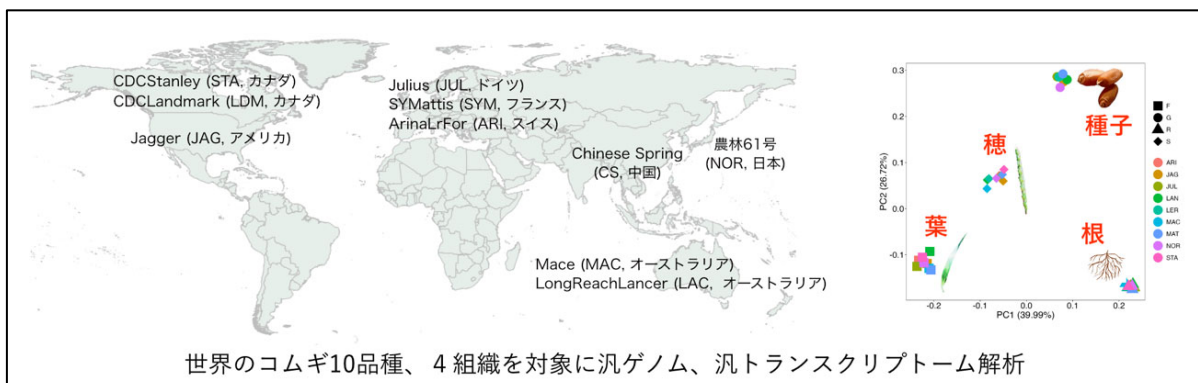 CDCStanley (STA, カナダ)
CDCLandmark (LDM, カナダ)
Jagger (JAG, アメリカ)
Julius (JUL, ドイツ)
SYMattis (SYM, フランス)
ArinaLrFor (ARI, スイス)
Chinese Spring
(CS, 中国)
農林61号
(NOR, 日本)
Mace (MAC, オーストラリア)
LongReachLancer (LAC, オーストラリア)
PC2 (26.72%)
0.3
0.2
0.1
0.0
-0.1
種子
穂
葉
根
-0.2
-0.1
0.0
0.1
0.2
PC1 (39.99%)
F
G
R
S
ARI
JAG
JUL
LAN
LER
MAC
MAT
NOR
STA
世界のコムギ10品種、４組織を対象に汎ゲノム、汎トランスクリプトーム解析